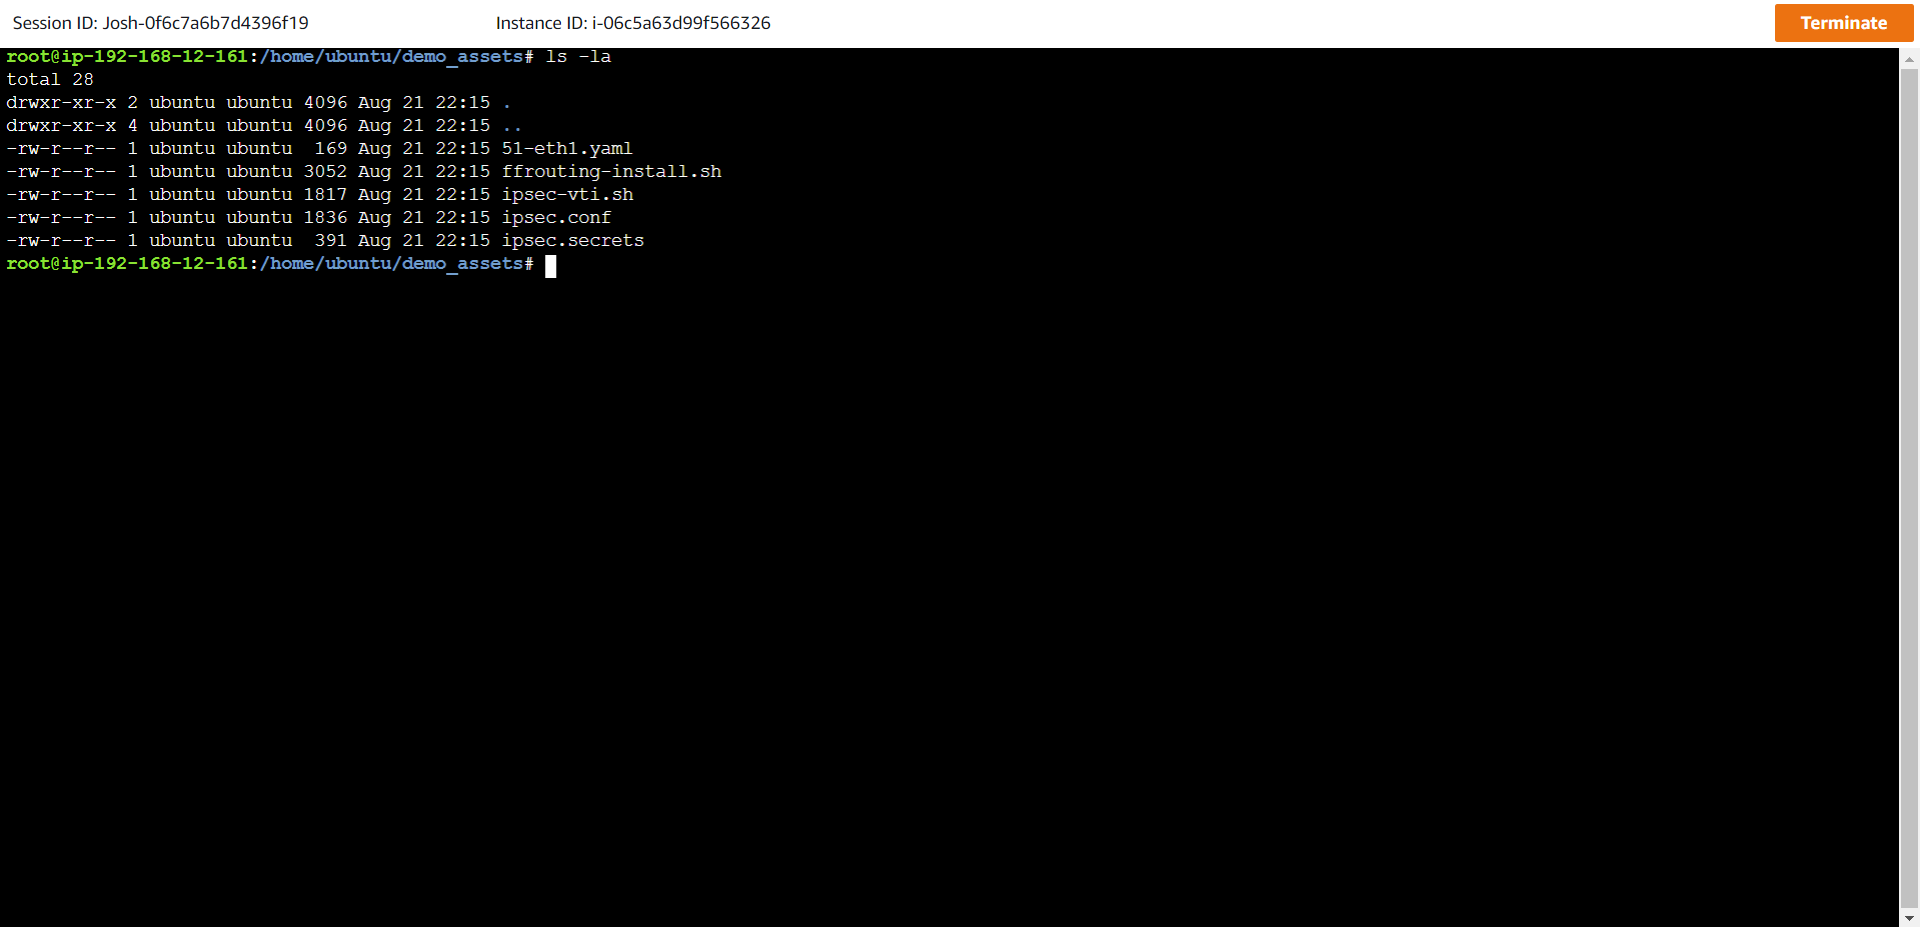 Session ID: Josh-0f6c7a6b7d4396f19 Instance ID: i-06c5a63d99f566326 Terminate
root@ip-192-168-12-161:/home/ubuntu/demo_assets# ls -la
total 28
drwxr-xr-x 2 ubuntu ubuntu 4096 Aug 21 22:15 .
drwxr-xr-x 4 ubuntu ubuntu 4096 Aug 21 22:15 ..
-rw-r--r-- 1 ubuntu ubuntu  169 Aug 21 22:15 51-eth1.yaml
-rw-r--r-- 1 ubuntu ubuntu 3052 Aug 21 22:15 ffrouting-install.sh
-rw-r--r-- 1 ubuntu ubuntu 1817 Aug 21 22:15 ipsec-vti.sh
-rw-r--r-- 1 ubuntu ubuntu 1836 Aug 21 22:15 ipsec.conf
-rw-r--r-- 1 ubuntu ubuntu  391 Aug 21 22:15 ipsec.secrets
root@ip-192-168-12-161:/home/ubuntu/demo_assets#